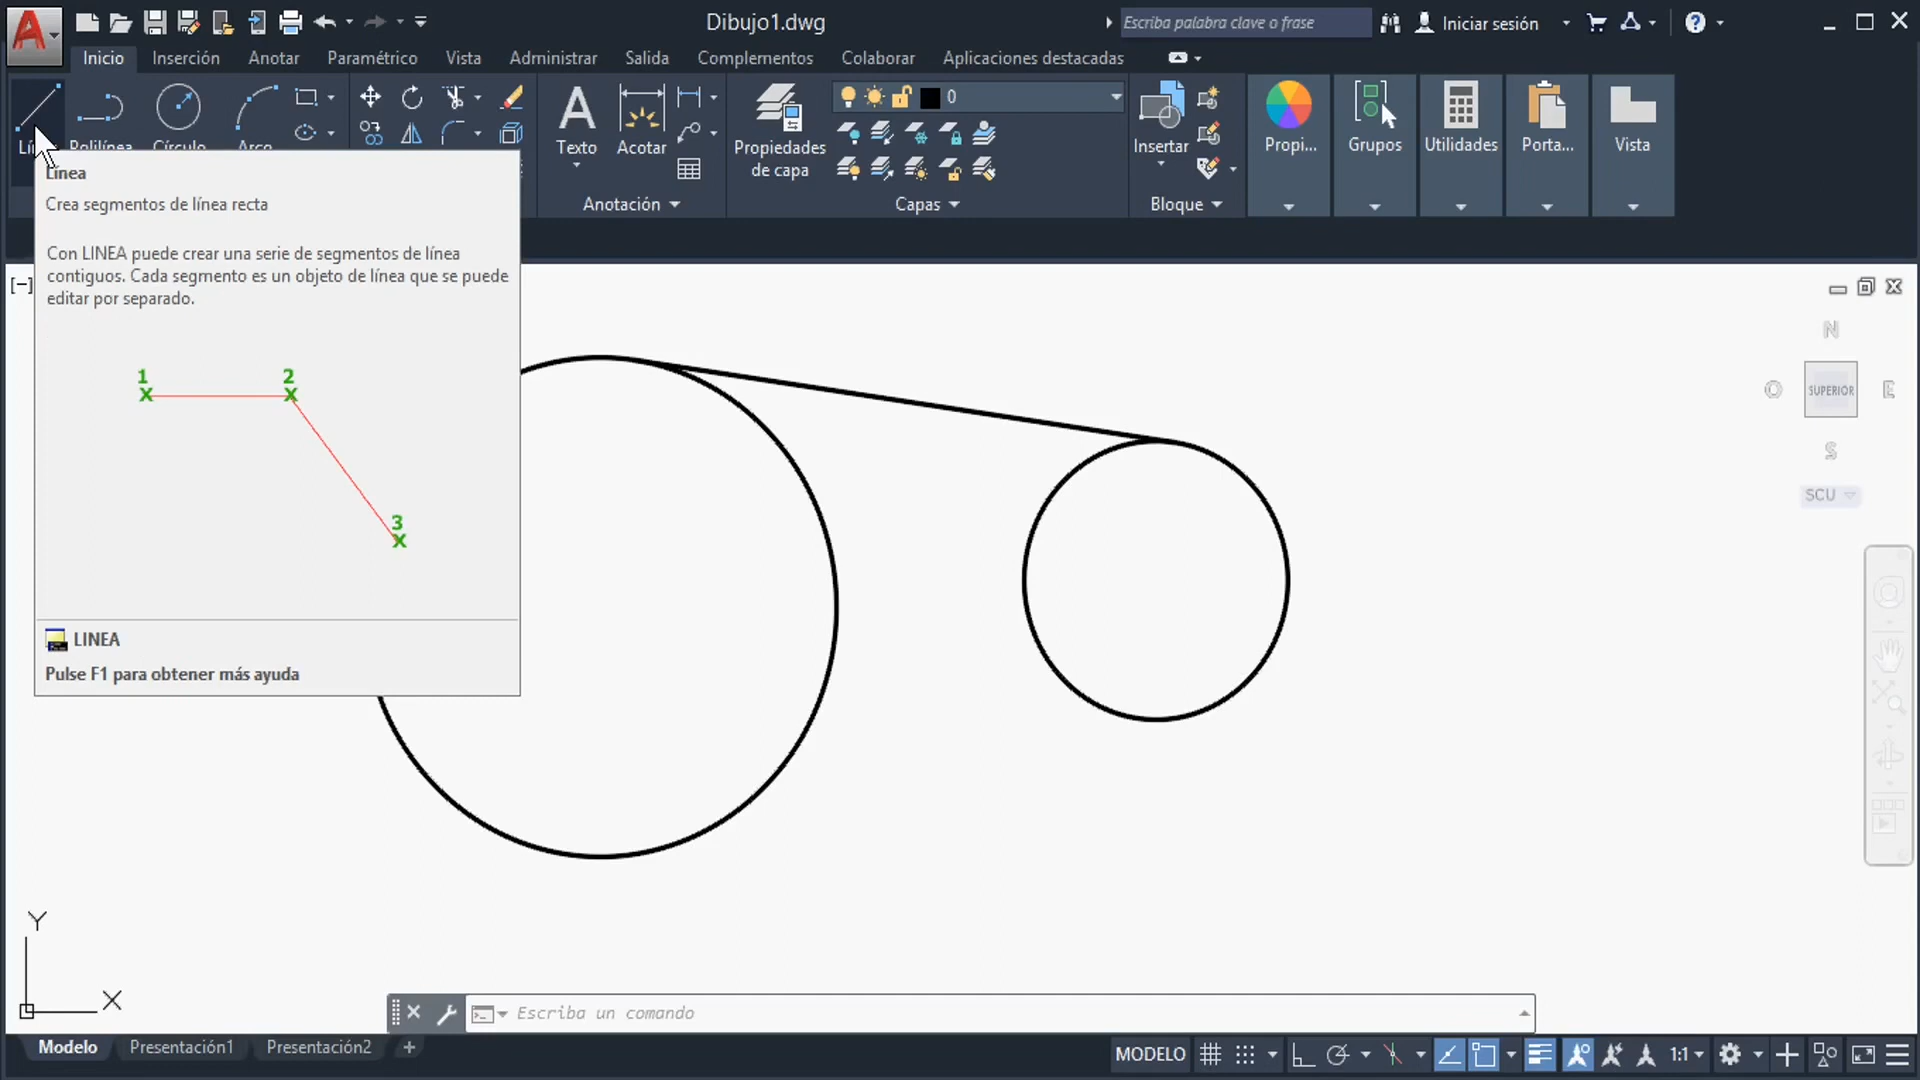 Dibujo1.dwg
Escriba palabra clave o frase
Iniciar sesión
Inicio
Inserción
Anotar
Paramétrico
Vista
Administrar
Salida
Complementos
Colaborar
Aplicaciones destacadas
0
Polilínea
Círculo
Arco
Texto
Acotar
Propiedades
de capa
Insertar
Propi...
Grupos
Utilidades
Porta...
Vista
Anotación
Capas
Bloque
Línea
Crea segmentos de línea recta
Con LINEA puede crear una serie de segmentos de línea
contiguos. Cada segmento es un objeto de línea que se puede
editar por separado.
1
2
3
LINEA
Pulse F1 para obtener más ayuda
[−]
N
O
SUPERIOR
E
S
SCU
Y
X
Escriba un comando
Modelo
Presentación1
Presentación2
MODELO
1:1